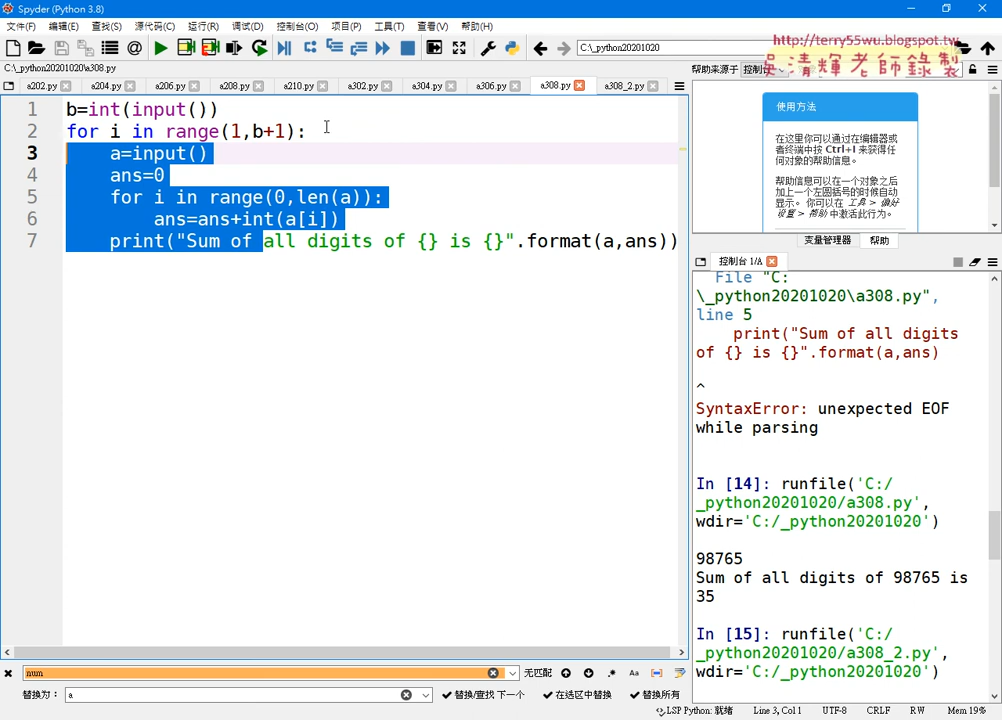 Spyder (Python 3.8)
文件(F) 编辑(E) 查找(S) 源代码(C) 运行(R) 调试(D) 控制台(O) 项目(P) 工具(T) 查看(V) 帮助(H)
C:\_python20201020
http://terry55wu.blogspot.tw
吳清輝老師錄製
C:\_python20201020\a308.py
帮助来源于 控制台
a202.py a204.py a206.py a208.py a210.py a302.py a304.py a306.py a308.py a308_2.py
1 b=int(input())
2 for i in range(1,b+1):
3 a=input()
4 ans=0
5 for i in range(0,len(a)):
6 ans=ans+int(a[i])
7 print("Sum of all digits of {} is {}".format(a,ans))
使用方法
在这里你可以通过在编辑器或
者终端中按 Ctrl+I 来获得任
何对象的帮助信息。
帮助信息可以在一个对象之后
加上一个左圆括号的时候自动
显示。你可以在 工具 > 偏好
设置 > 帮助 中激活此行为。
变量管理器 帮助
控制台 1/A
File "C:
\_python20201020\a308.py",
line 5
print("Sum of all digits
of {} is {}".format(a,ans)
^
SyntaxError: unexpected EOF
while parsing
In [14]: runfile('C:/
_python20201020/a308.py',
wdir='C:/_python20201020')
98765
Sum of all digits of 98765 is
35
In [15]: runfile('C:/
_python20201020/a308_2.py',
wdir='C:/_python20201020')
num 无匹配 .* Aa
替换为: a 替换/查找 下一个 在选区中替换 替换所有
LSP Python: 就绪 Line 3, Col 1 UTF-8 CRLF RW Mem 19%